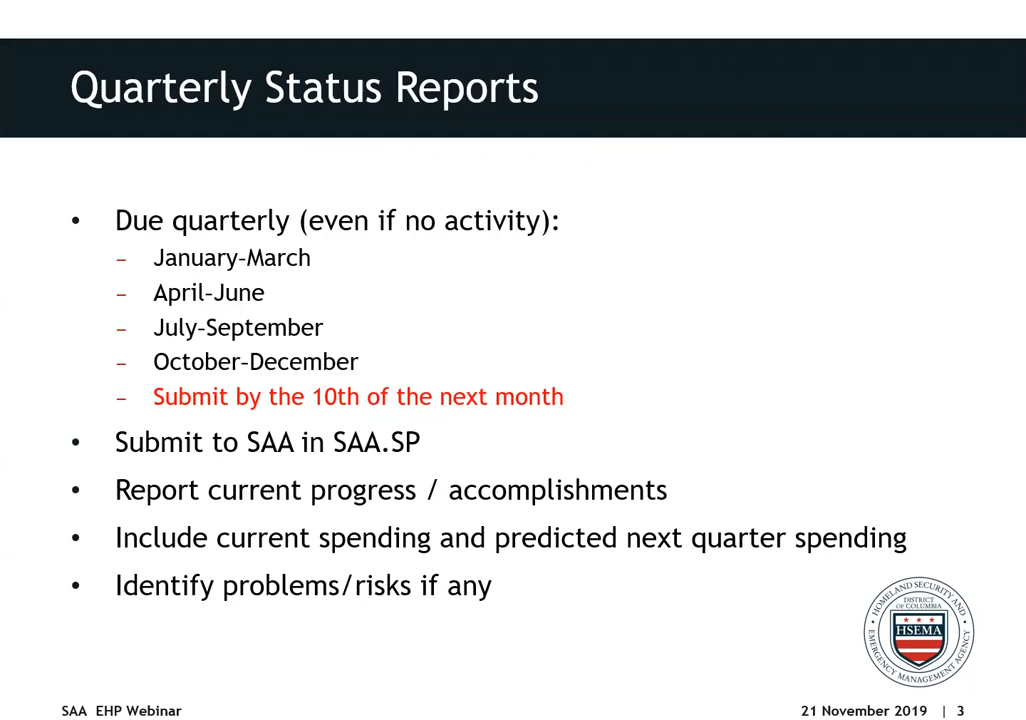 Quarterly Status Reports
• Due quarterly (even if no activity):
– January–March
– April–June
– July–September
– October–December
– Submit by the 10th of the next month
• Submit to SAA in SAA.SP
• Report current progress / accomplishments
• Include current spending and predicted next quarter spending
• Identify problems/risks if any
HOMELAND SECURITY AND
DISTRICT
OF COLUMBIA
HSEMA
EMERGENCY MANAGEMENT AGENCY
SAA EHP Webinar
21 November 2019 | 3